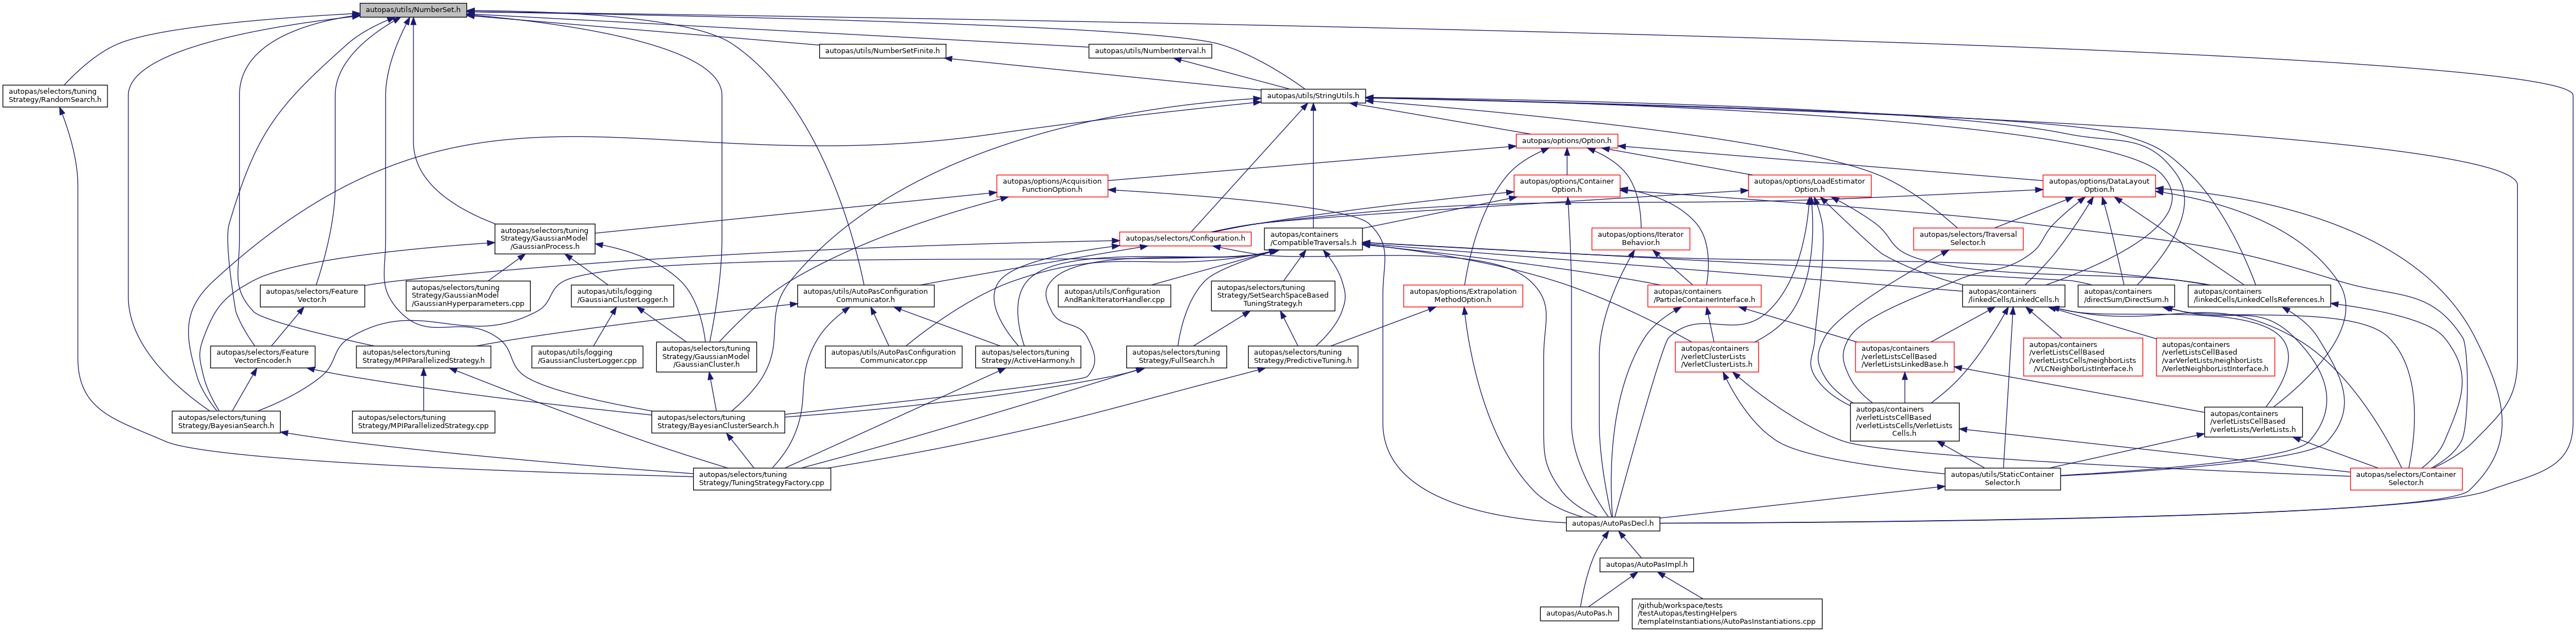 autopas/utils/NumberSet.h
autopas/utils/NumberSetFinite.h
autopas/utils/NumberInterval.h
autopas/selectors/tuning
Strategy/RandomSearch.h
autopas/utils/StringUtils.h
autopas/options/Option.h
autopas/options/Acquisition
FunctionOption.h
autopas/options/Container
Option.h
autopas/options/LoadEstimator
Option.h
autopas/options/DataLayout
Option.h
autopas/selectors/tuning
Strategy/GaussianModel
/GaussianProcess.h
autopas/selectors/Configuration.h
autopas/containers
/CompatibleTraversals.h
autopas/options/Iterator
Behavior.h
autopas/selectors/Traversal
Selector.h
autopas/selectors/Feature
Vector.h
autopas/selectors/tuning
Strategy/GaussianModel
/GaussianHyperparameters.cpp
autopas/utils/logging
/GaussianClusterLogger.h
autopas/utils/AutoPasConfiguration
Communicator.h
autopas/utils/Configuration
AndRankIteratorHandler.cpp
autopas/selectors/tuning
Strategy/SetSearchSpaceBased
TuningStrategy.h
autopas/options/Extrapolation
MethodOption.h
autopas/containers
/ParticleContainerInterface.h
autopas/containers
/linkedCells/LinkedCells.h
autopas/containers
/directSum/DirectSum.h
autopas/containers
/linkedCells/LinkedCellsReferences.h
autopas/selectors/Feature
VectorEncoder.h
autopas/selectors/tuning
Strategy/MPIParallelizedStrategy.h
autopas/utils/logging
/GaussianClusterLogger.cpp
autopas/selectors/tuning
Strategy/GaussianModel
/GaussianCluster.h
autopas/utils/AutoPasConfiguration
Communicator.cpp
autopas/selectors/tuning
Strategy/ActiveHarmony.h
autopas/selectors/tuning
Strategy/FullSearch.h
autopas/selectors/tuning
Strategy/PredictiveTuning.h
autopas/containers
/verletClusterLists
/VerletClusterLists.h
autopas/containers
/verletListsCellBased
/VerletListsLinkedBase.h
autopas/containers
/verletListsCellBased
/verletListsCells/neighborLists
/VLCNeighborListInterface.h
autopas/containers
/verletListsCellBased
/varVerletLists/neighborLists
/VerletNeighborListInterface.h
autopas/selectors/tuning
Strategy/BayesianSearch.h
autopas/selectors/tuning
Strategy/MPIParallelizedStrategy.cpp
autopas/selectors/tuning
Strategy/BayesianClusterSearch.h
autopas/containers
/verletListsCellBased
/verletListsCells/VerletLists
Cells.h
autopas/containers
/verletListsCellBased
/verletLists/VerletLists.h
autopas/selectors/tuning
Strategy/TuningStrategyFactory.cpp
autopas/utils/StaticContainer
Selector.h
autopas/selectors/Container
Selector.h
autopas/AutoPasDecl.h
autopas/AutoPasImpl.h
autopas/AutoPas.h
/github/workspace/tests
/testAutopas/testingHelpers
/templateInstantiations/AutoPasInstantiations.cpp